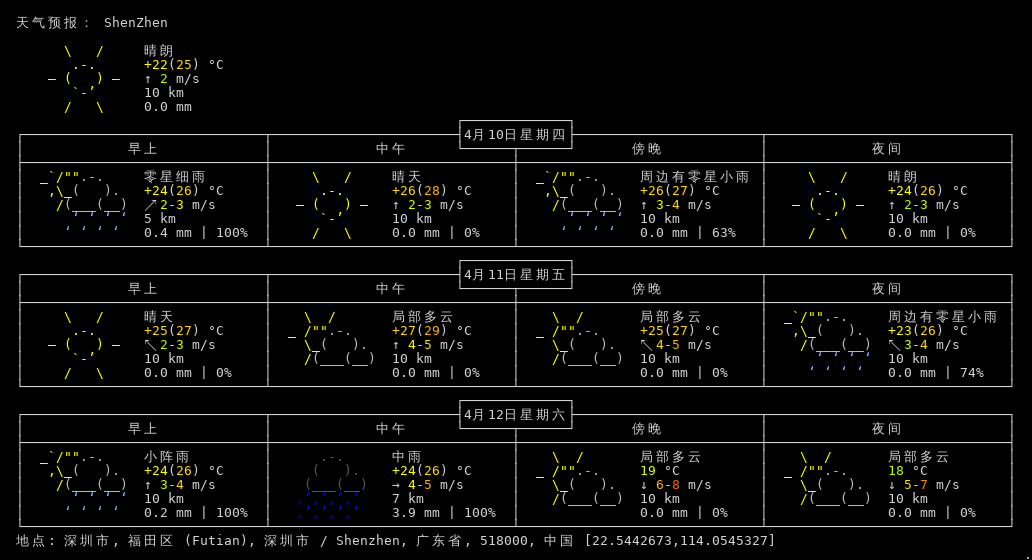 天气预报： ShenZhen
晴朗
+22(25) °C
↑ 2 m/s
10 km
0.0 mm
4月10日星期四
早上 中午 傍晚 夜间
零星细雨 晴天 周边有零星小雨 晴朗
+24(26) °C +26(28) °C +26(27) °C +24(26) °C
↗ 2-3 m/s ↑ 2-3 m/s ↑ 3-4 m/s ↑ 2-3 m/s
5 km 10 km 10 km 10 km
0.4 mm | 100% 0.0 mm | 0% 0.0 mm | 63% 0.0 mm | 0%
4月11日星期五
早上 中午 傍晚 夜间
晴天 局部多云 局部多云 周边有零星小雨
+25(27) °C +27(29) °C +25(27) °C +23(26) °C
↖ 2-3 m/s ↑ 4-5 m/s ↖ 4-5 m/s ↖ 3-4 m/s
10 km 10 km 10 km 10 km
0.0 mm | 0% 0.0 mm | 0% 0.0 mm | 0% 0.0 mm | 74%
4月12日星期六
早上 中午 傍晚 夜间
小阵雨 中雨 局部多云 局部多云
+24(26) °C +24(26) °C 19 °C 18 °C
↑ 3-4 m/s → 4-5 m/s ↓ 6-8 m/s ↓ 5-7 m/s
10 km 7 km 10 km 10 km
0.2 mm | 100% 3.9 mm | 100% 0.0 mm | 0% 0.0 mm | 0%
地点: 深圳市, 福田区 (Futian), 深圳市 / Shenzhen, 广东省, 518000, 中国 [22.5442673,114.0545327]